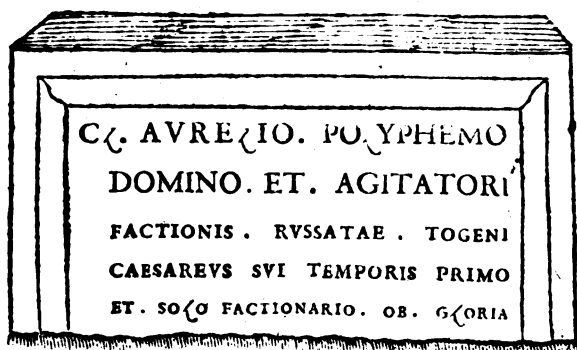 CL. AVRELIO. POLYPHEMO
DOMINO. ET. AGITATORI
FACTIONIS. RVSSATAE. TOGENI
CAESAREVS SVI TEMPORIS PRIMO
ET. SOLO FACTIONARIO. OB. GLORIA